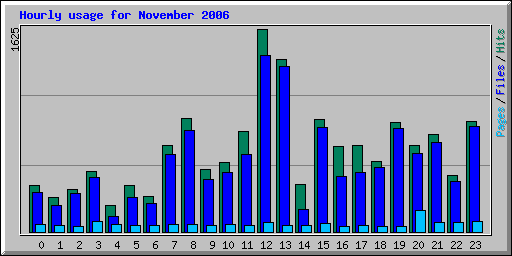 Hourly usage for November 2006
1625
Pages/Files/Hits
0 1 2 3 4 5 6 7 8 9 10 11 12 13 14 15 16 17 18 19 20 21 22 23